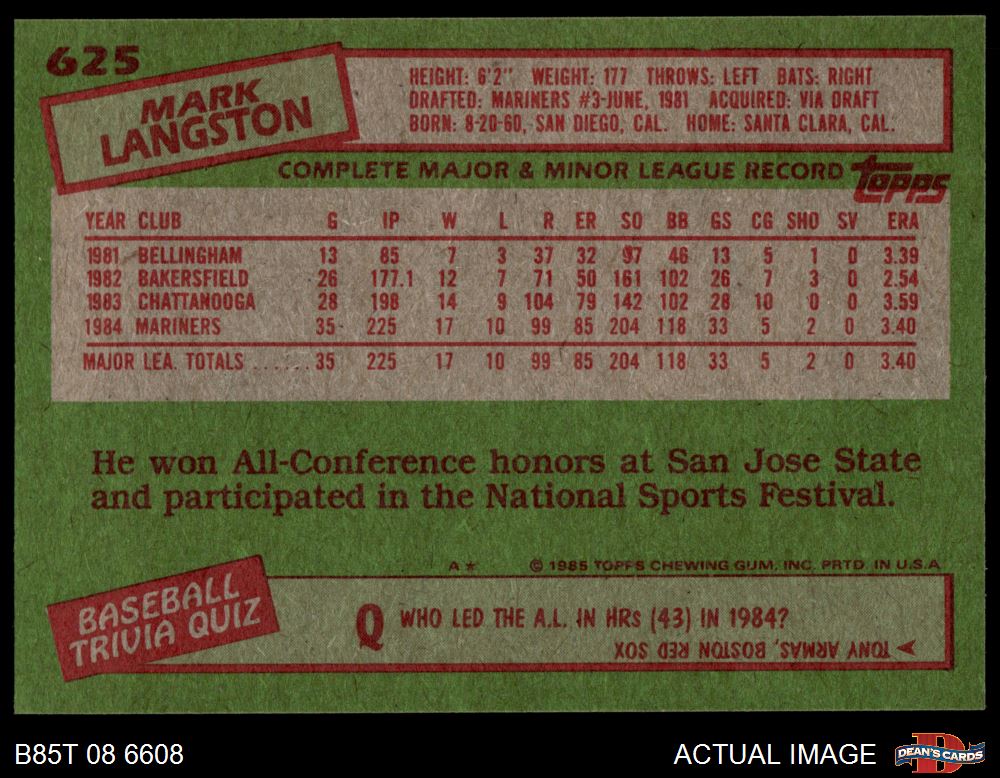 625
MARK
LANGSTON
HEIGHT: 6'2" WEIGHT: 177 THROWS: LEFT BATS: RIGHT
DRAFTED: MARINERS #3-JUNE, 1981 ACQUIRED: VIA DRAFT
BORN: 8-20-60, SAN DIEGO, CAL. HOME: SANTA CLARA, CAL.
COMPLETE MAJOR & MINOR LEAGUE RECORD topps
YEAR CLUB G IP W L R ER SO BB GS CG SHO SV ERA
1981 BELLINGHAM 13 85 7 3 37 32 97 46 13 5 1 0 3.39
1982 BAKERSFIELD 26 177.1 12 7 71 50 161 102 26 7 3 0 2.54
1983 CHATTANOOGA 28 198 14 9 104 79 142 102 28 10 0 0 3.59
1984 MARINERS 35 225 17 10 99 85 204 118 33 5 2 0 3.40
MAJOR LEA. TOTALS ...... 35 225 17 10 99 85 204 118 33 5 2 0 3.40
He won All-Conference honors at San Jose State
and participated in the National Sports Festival.
A* © 1985 TOPPS CHEWING GUM, INC. PRTD. IN U.S.A.
BASEBALL
TRIVIA QUIZ
Q WHO LED THE A.L. IN HRs (43) IN 1984?
TONY ARMAS, BOSTON RED SOX
B85T 08 6608
ACTUAL IMAGE
D
DEAN'S CARDS